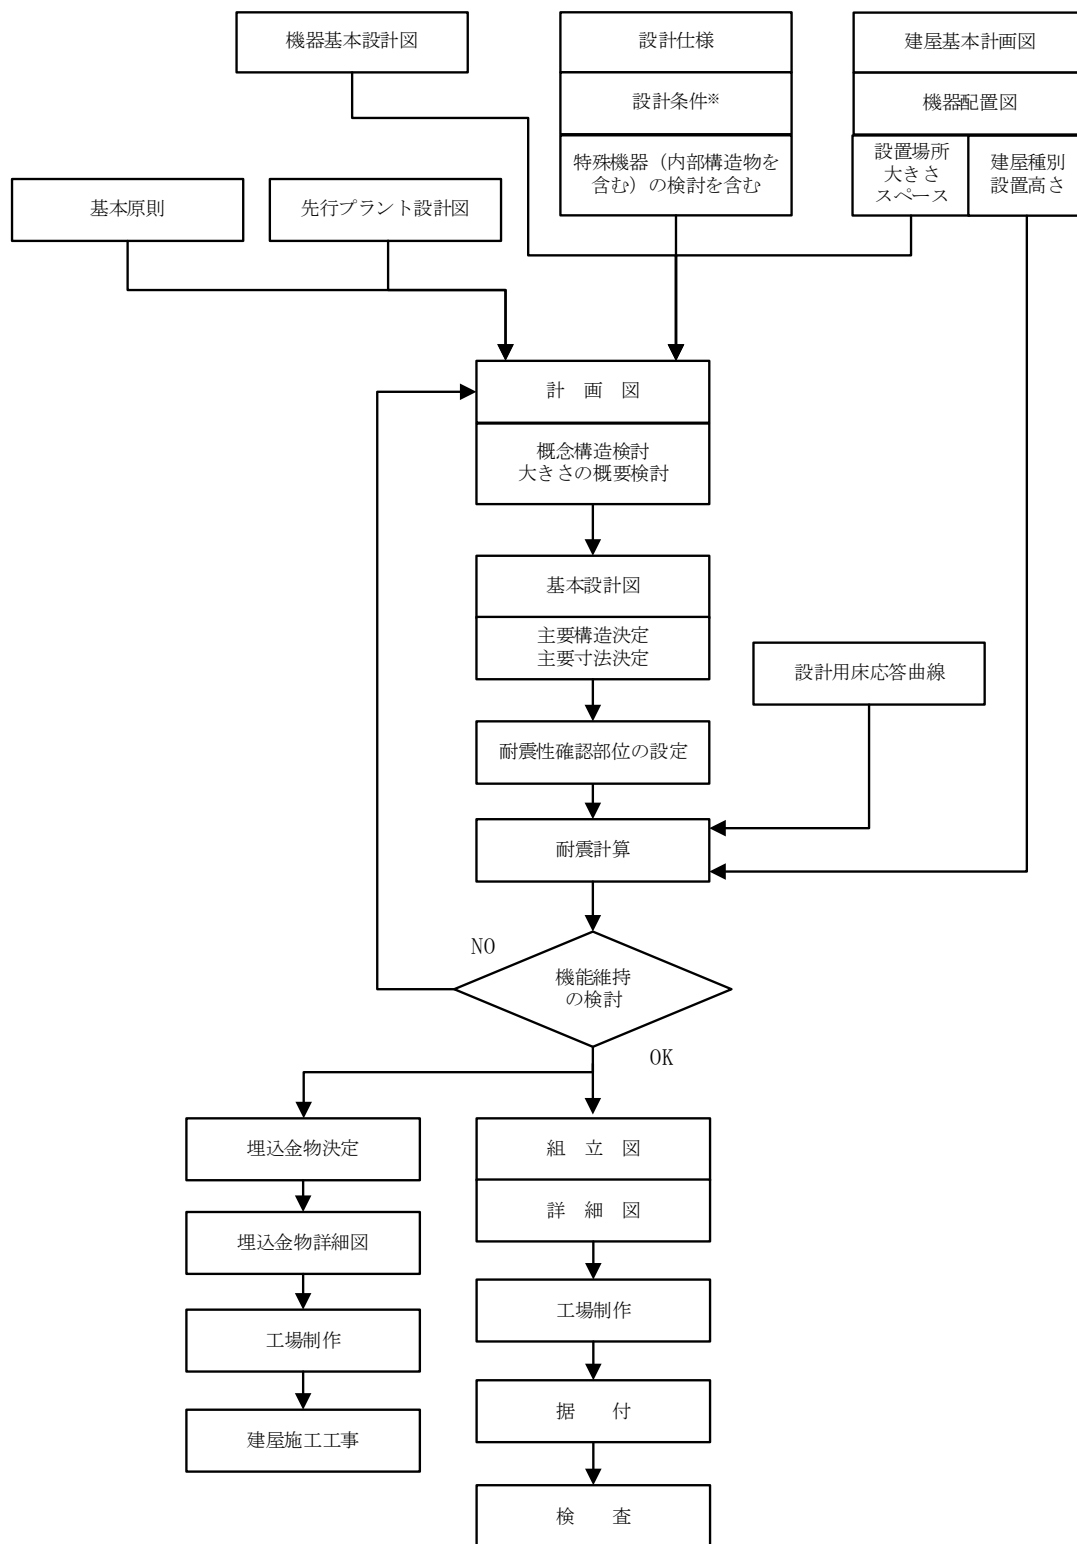 機器基本設計図
設計仕様
設計条件※
特殊機器（内部構造物を
含む）の検討を含む
建屋基本計画図
機器配置図
設置場所
大きさ
スペース
建屋種別
設置高さ
基本原則
先行プラント設計図
計　画　図
概念構造検討
大きさの概要検討
基本設計図
主要構造決定
主要寸法決定
設計用床応答曲線
耐震性確認部位の設定
耐震計算
NO
機能維持
の検討
OK
埋込金物決定
組　立　図
詳　細　図
埋込金物詳細図
工場制作
工場制作
据　　付
建屋施工工事
検　　査